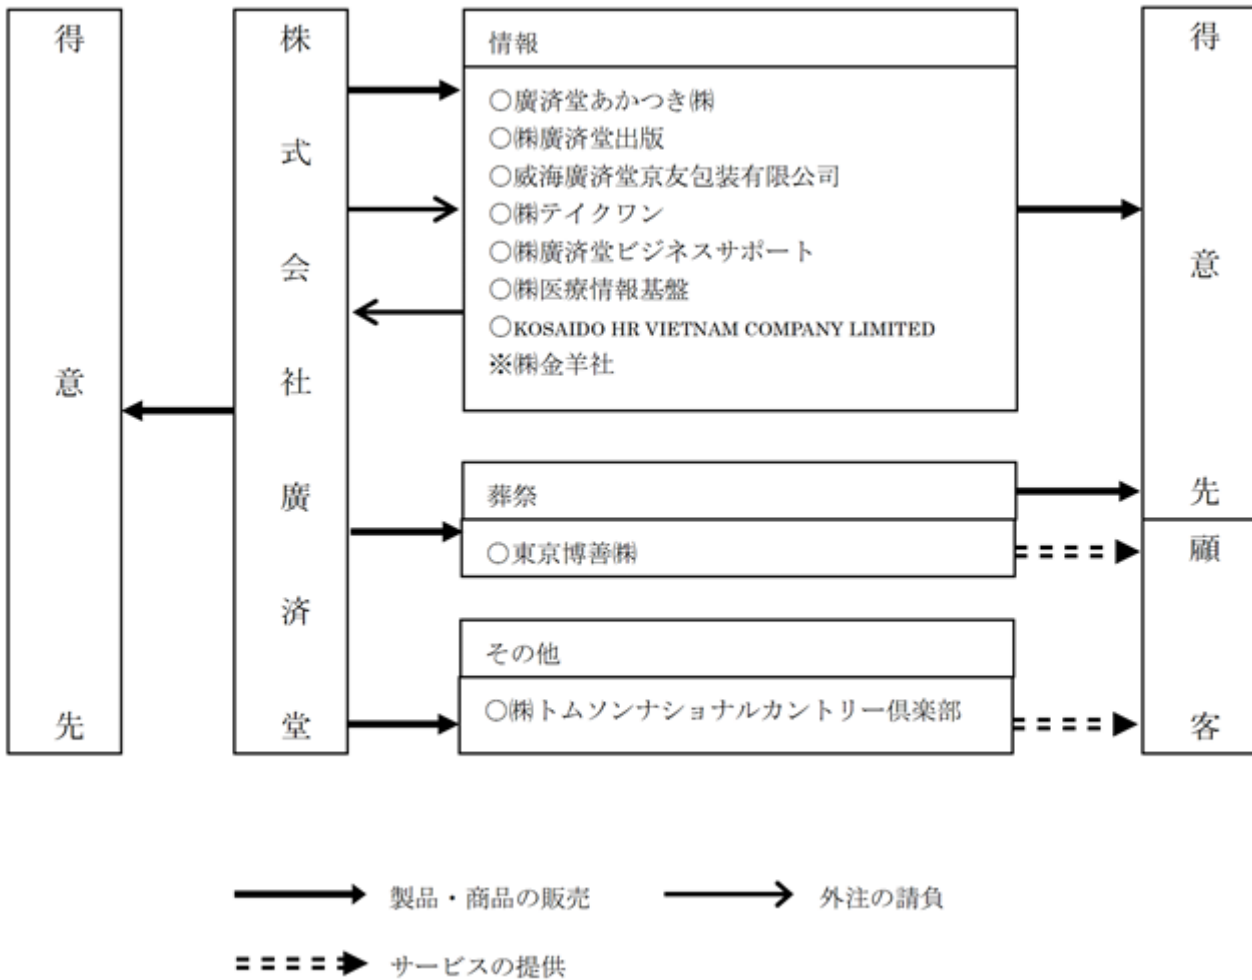 得意先
株式会社廣済堂
情報
○廣済堂あかつき㈱
○㈱廣済堂出版
○威海廣済堂京友包装有限公司
○㈱テイクワン
○㈱廣済堂ビジネスサポート
○㈱医療情報基盤
○KOSAIDO HR VIETNAM COMPANY LIMITED
※㈱金羊社
葬祭
○東京博善㈱
その他
○㈱トムソンナショナルカントリー倶楽部
得意先
顧客
製品・商品の販売
外注の請負
サービスの提供